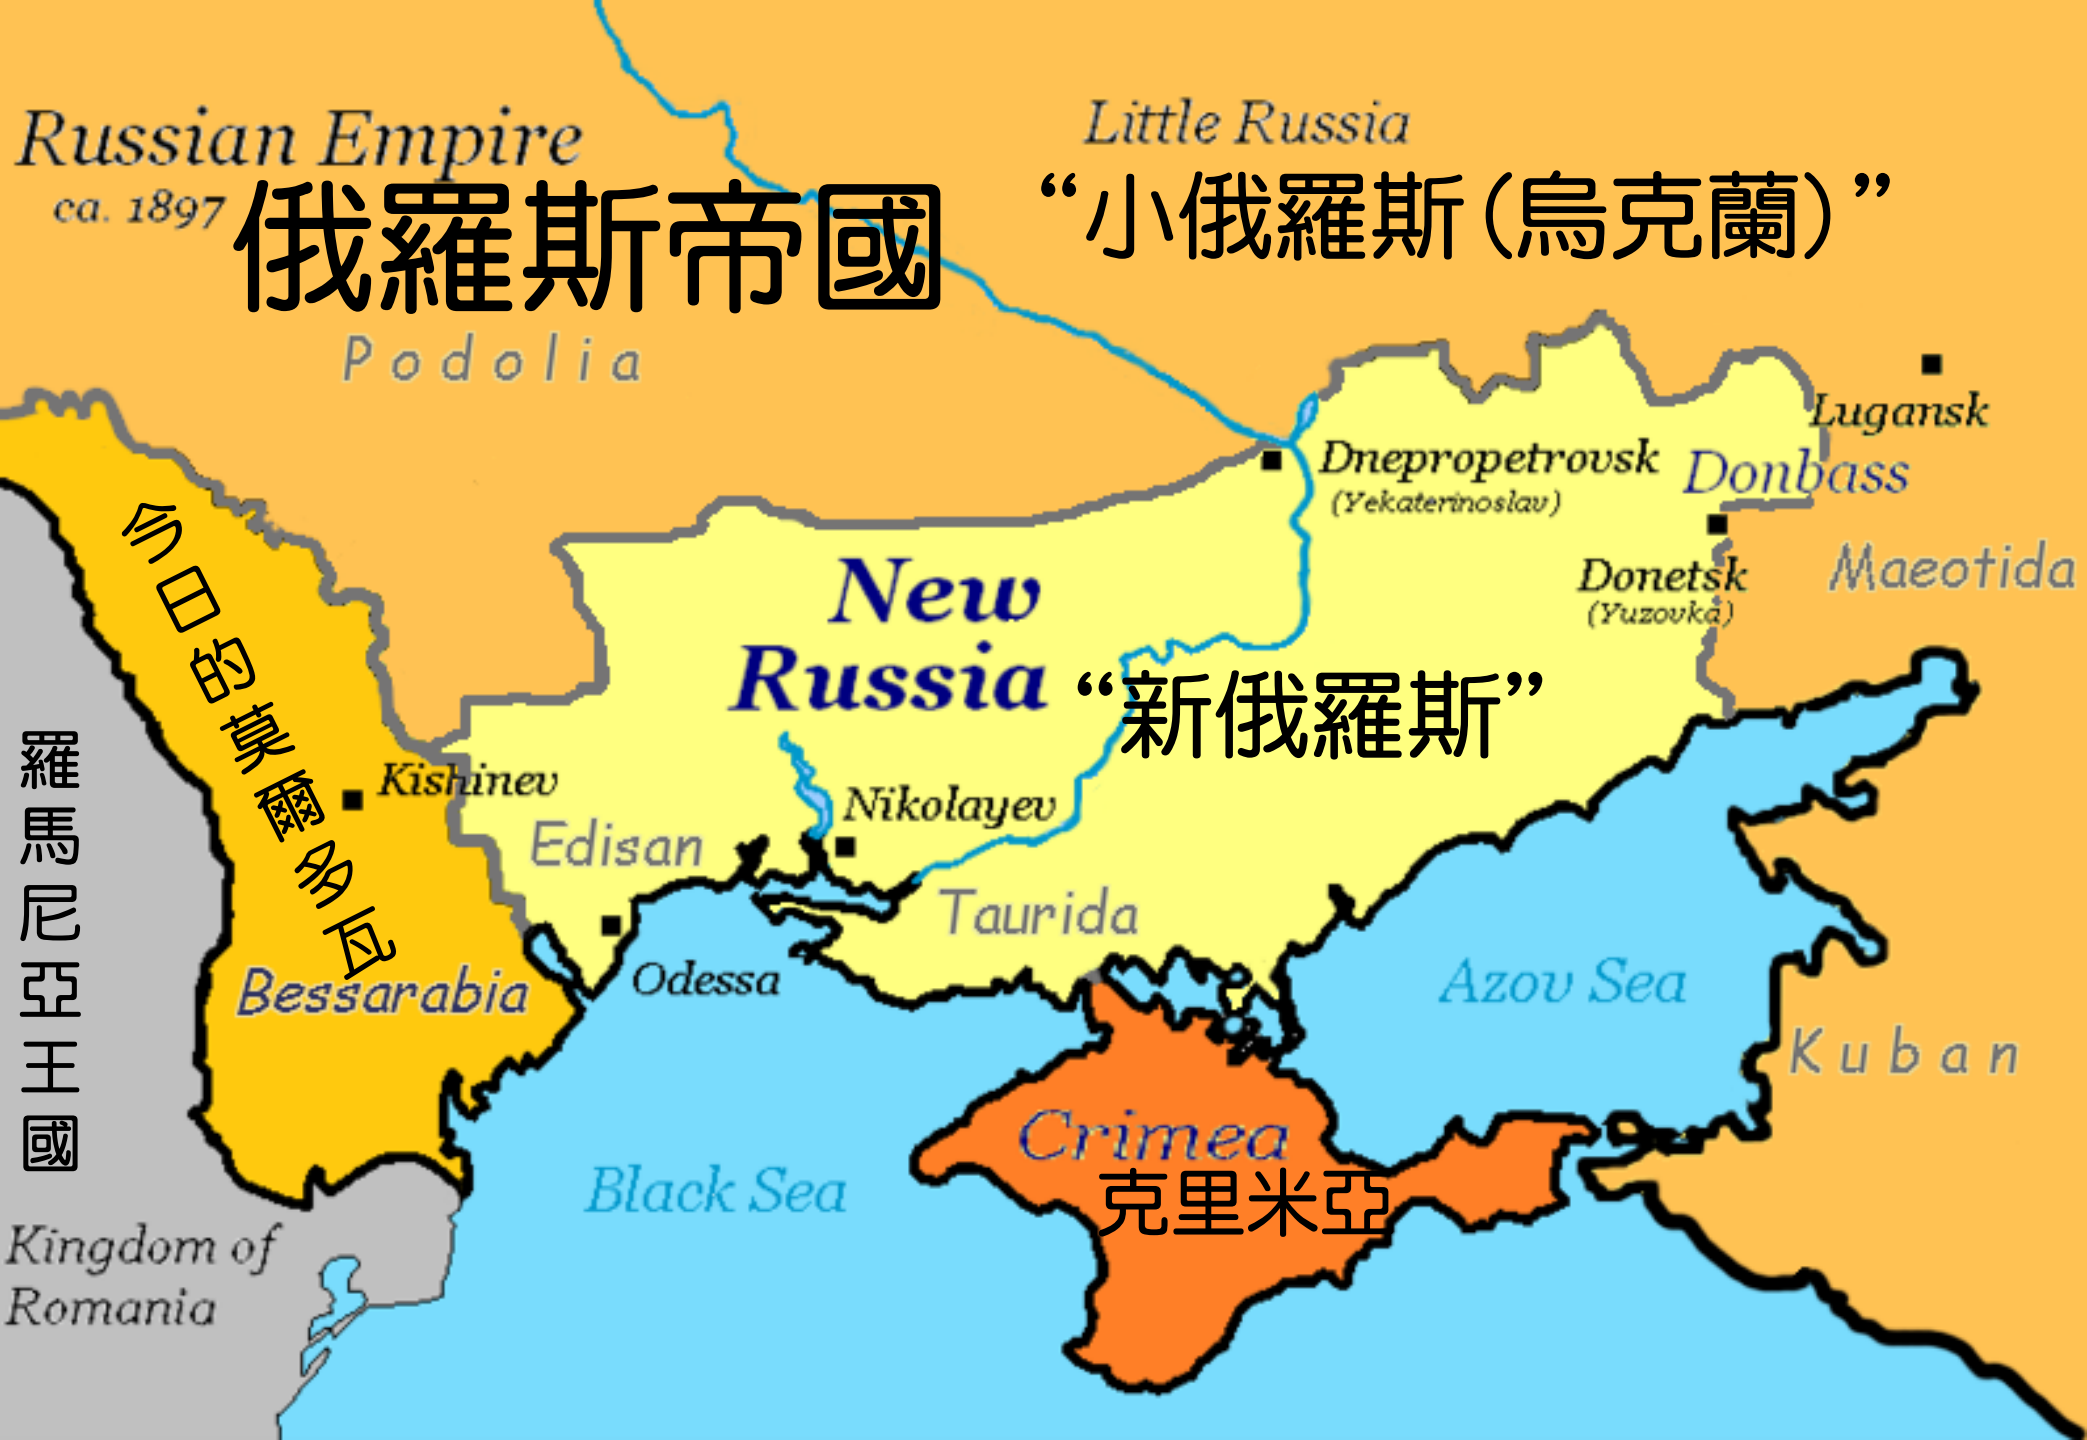 Russian Empire
ca. 1897
俄羅斯帝國
Little Russia
“小俄羅斯(烏克蘭)”
Podolia
Lugansk
Dnepropetrovsk
(Yekaterinoslav)
Donbass
Donetsk
(Yuzovka)
Maeotida
New
Russia
“新俄羅斯”
今日的莫爾多瓦
羅馬尼亞王國
Kishinev
Nikolayev
Edisan
Taurida
Odessa
Bessarabia
Azov Sea
Kuban
Crimea
克里米亞
Black Sea
Kingdom of
Romania